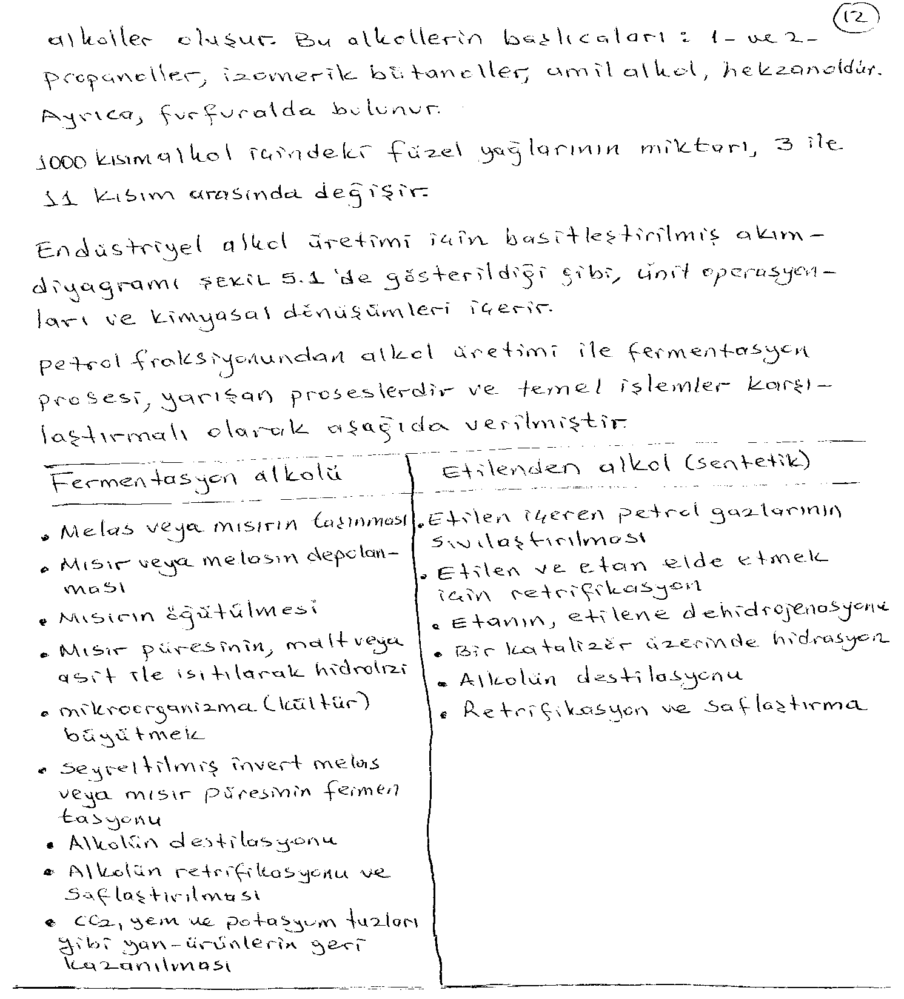 12
alkoller oluşur. Bu alkollerin başlıcaları : 1- ve 2-
propanoller, izomerik bütanoller, amil alkol, hekzanoldür.
Ayrıca, furfuralda bulunur.
1000 kısım alkol içindeki füzel yağlarının miktarı, 3 ile
11 kısım arasında değişir.
Endüstriyel alkol üretimi için basitleştirilmiş akım-
diyagramı ŞEKİL 5.1 'de gösterildiği gibi, ünit operasyon-
ları ve kimyasal dönüşümleri içerir.
petrol fraksiyonundan alkol üretimi ile fermentasyon
prosesi, yarışan proseslerdir ve temel işlemler karşı-
laştırmalı olarak aşağıda verilmiştir.
Fermentasyon alkolü
• Melas veya mısırın taşınması
• Mısır veya melasın depolan-
ması
• Mısırın öğütülmesi
• Mısır püresinin, malt veya
asit ile ısıtılarak hidrolizi
• mikroorganizma (kültür)
büyütmek
• Seyreltilmiş invert melas
veya mısır püresinin fermen
tasyonu
• Alkolün destilasyonu
• Alkolün retrifikasyonu ve
saflaştırılması
• CO2, yem ve potasyum tuzları
gibi yan-ürünlerin geri
kazanılması
Etilenden alkol (sentetik)
• Etilen içeren petrol gazlarının
sıvılaştırılması
• Etilen ve etan elde etmek
için retrifikasyon
• Etanın, etilene dehidrojenasyonu
• Bir katalizör üzerinde hidrasyon
• Alkolün destilasyonu
• Retrifikasyon ve saflaştırma